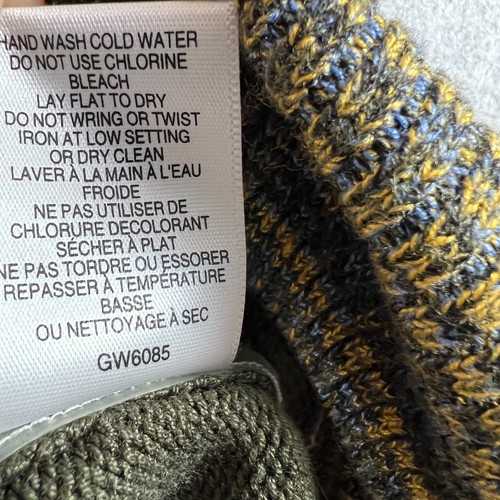 HAND WASH COLD WATER
DO NOT USE CHLORINE
BLEACH
LAY FLAT TO DRY
DO NOT WRING OR TWIST
IRON AT LOW SETTING
OR DRY CLEAN
LAVER À LA MAIN À L'EAU
FROIDE
NE PAS UTILISER DE
CHLORURE DECOLORANT
SÉCHER À PLAT
NE PAS TORDRE OU ESSORER
REPASSER À TEMPÉRATURE
BASSE
OU NETTOYAGE À SEC
GW6085